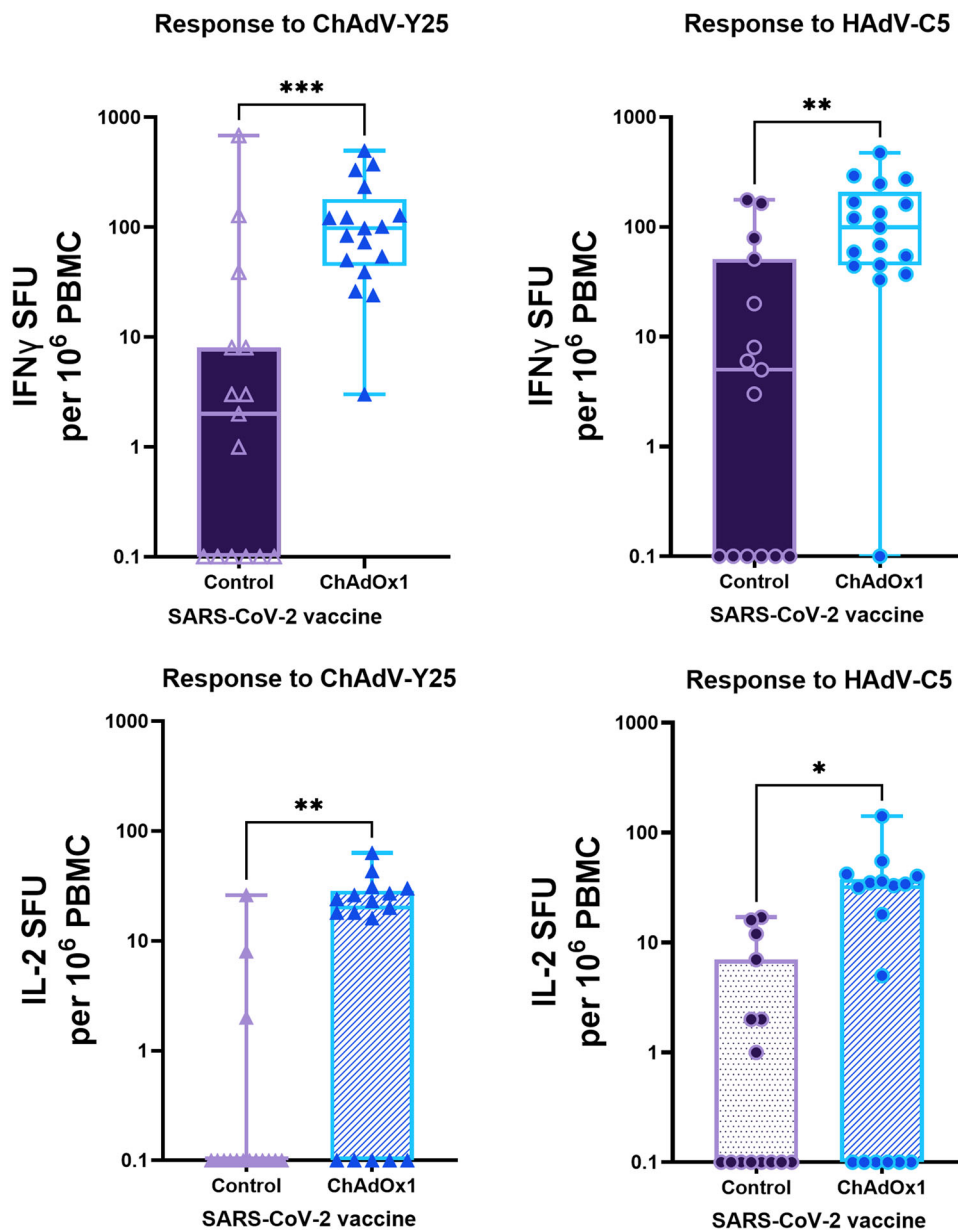 Response to ChAdV-Y25
IFNγ SFU
per 10⁶ PBMC
1000
100
10
1
0.1
***
Control
ChAdOx1
SARS-CoV-2 vaccine
Response to HAdV-C5
IFNγ SFU
per 10⁶ PBMC
1000
100
10
1
0.1
**
Control
ChAdOx1
SARS-CoV-2 vaccine
Response to ChAdV-Y25
IL-2 SFU
per 10⁶ PBMC
1000
100
10
1
0.1
**
Control
ChAdOx1
SARS-CoV-2 vaccine
Response to HAdV-C5
IL-2 SFU
per 10⁶ PBMC
1000
100
10
1
0.1
*
Control
ChAdOx1
SARS-CoV-2 vaccine